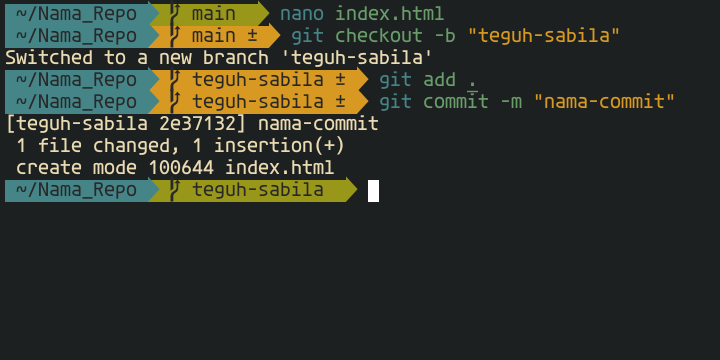 ~/Nama_Repo main nano index.html
~/Nama_Repo main ± git checkout -b "teguh-sabila"
Switched to a new branch 'teguh-sabila'
~/Nama_Repo teguh-sabila ± git add .
~/Nama_Repo teguh-sabila ± git commit -m "nama-commit"
[teguh-sabila 2e37132] nama-commit
1 file changed, 1 insertion(+)
create mode 100644 index.html
~/Nama_Repo teguh-sabila